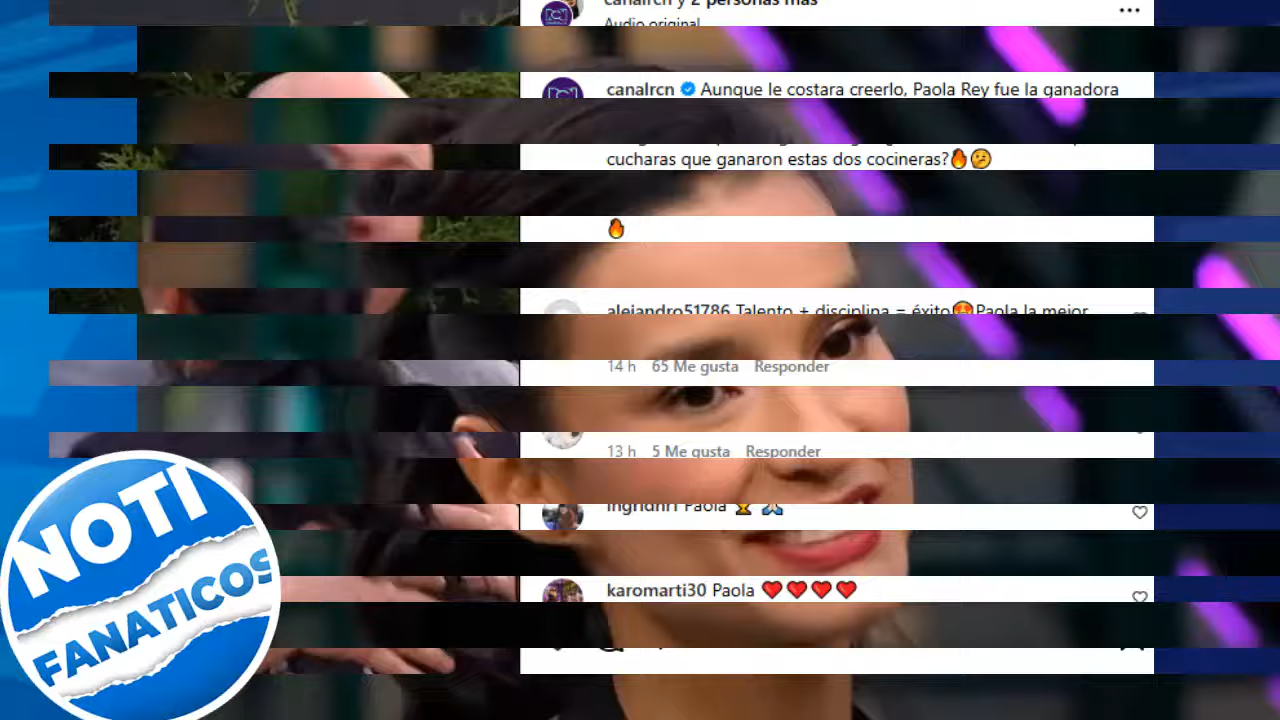 canalrcn y 2 personas más
Audio original
canalrcn Aunque le costara creerlo, Paola Rey fue la ganadora
cucharas que ganaron estas dos cocineras?🔥🤔
🔥
alejandro51786 Talento + disciplina = éxito😍Paola la mejor
14 h 65 Me gusta Responder
13 h 5 Me gusta Responder
Paola 🏆 🙏
karomarti30 Paola ❤️❤️❤️❤️
NOTI
FANATICOS